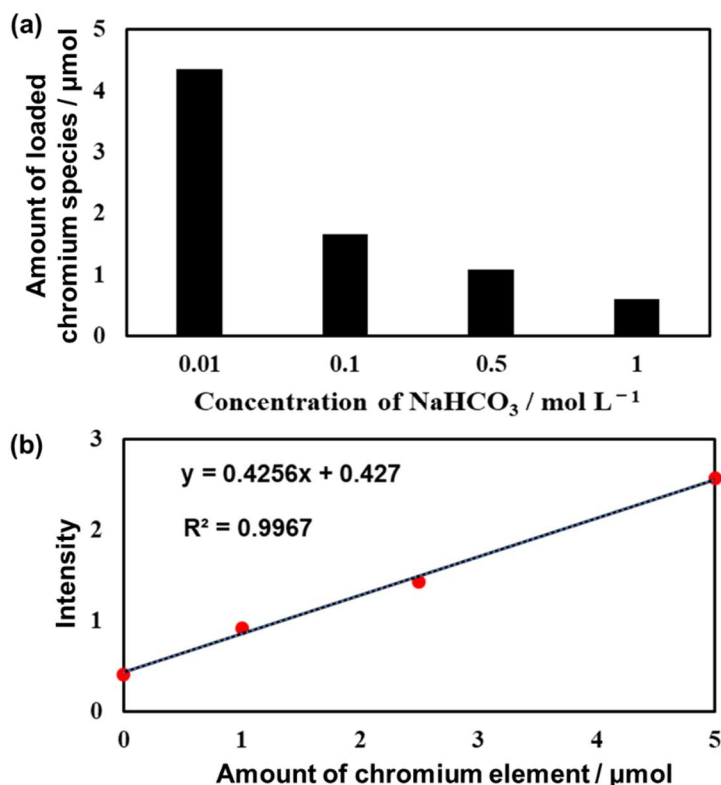 (a)
Amount of loaded
chromium species / μmol
5
4
3
2
1
0
0.01 0.1 0.5 1
Concentration of NaHCO₃ / mol L⁻¹
(b)
Intensity
3
2
1
0
y = 0.4256x + 0.427
R² = 0.9967
0 1 2 3 4 5
Amount of chromium element / μmol